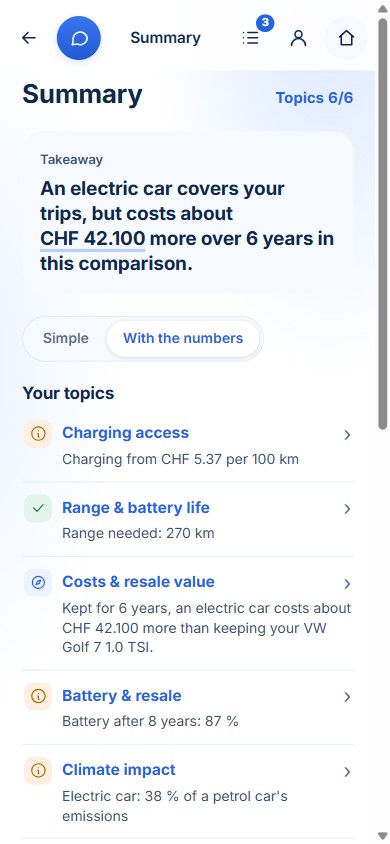 Summary
3
Summary
Topics 6/6
Takeaway
An electric car covers your
trips, but costs about
CHF 42.100 more over 6 years in
this comparison.
Simple
With the numbers
Your topics
Charging access
Charging from CHF 5.37 per 100 km
Range & battery life
Range needed: 270 km
Costs & resale value
Kept for 6 years, an electric car costs about
CHF 42.100 more than keeping your VW
Golf 7 1.0 TSI.
Battery & resale
Battery after 8 years: 87 %
Climate impact
Electric car: 38 % of a petrol car's
emissions